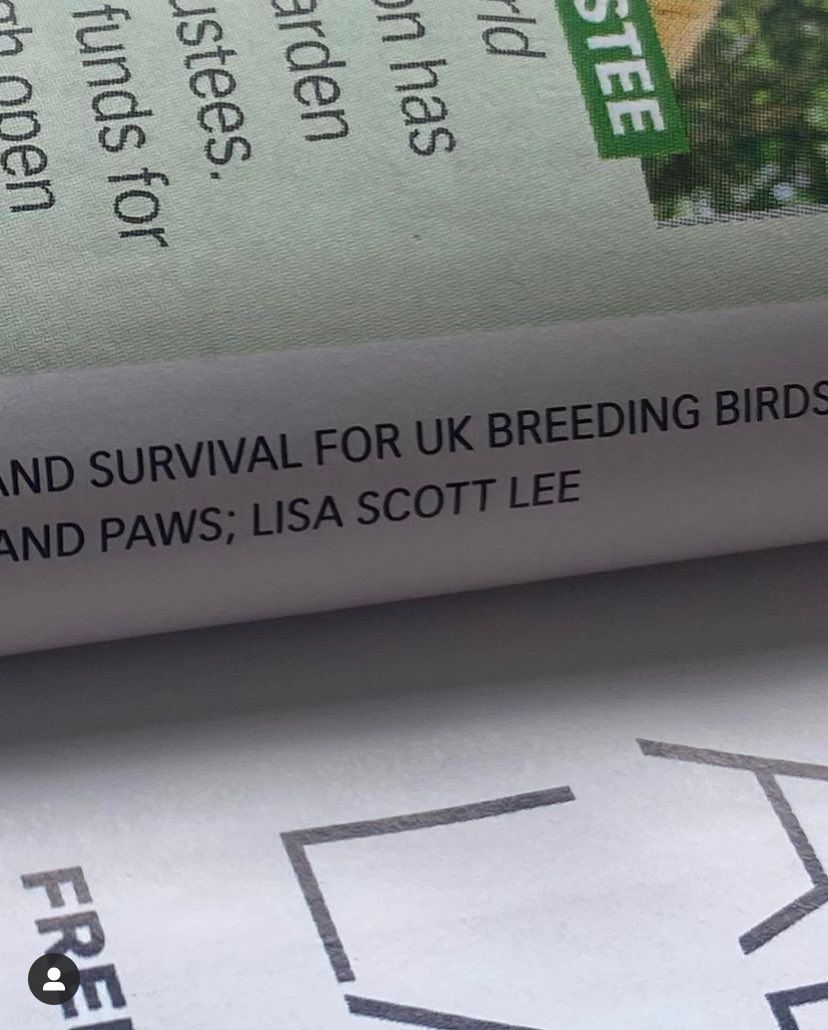 rld
on has
arden
ustees.
funds for
gh open
STEE
AND SURVIVAL FOR UK BREEDING BIRDS
AND PAWS; LISA SCOTT LEE
FREE